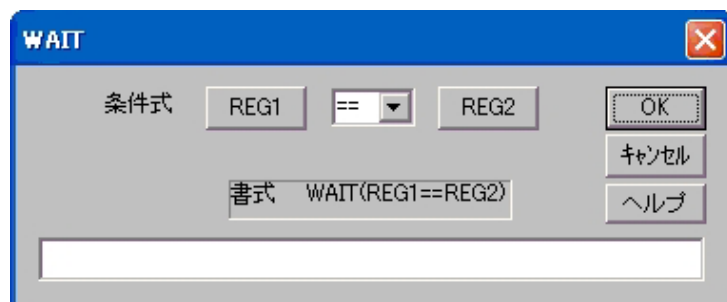 WAIT
条件式 REG1 == REG2 OK
キャンセル
書式 WAIT(REG1==REG2)
ヘルプ